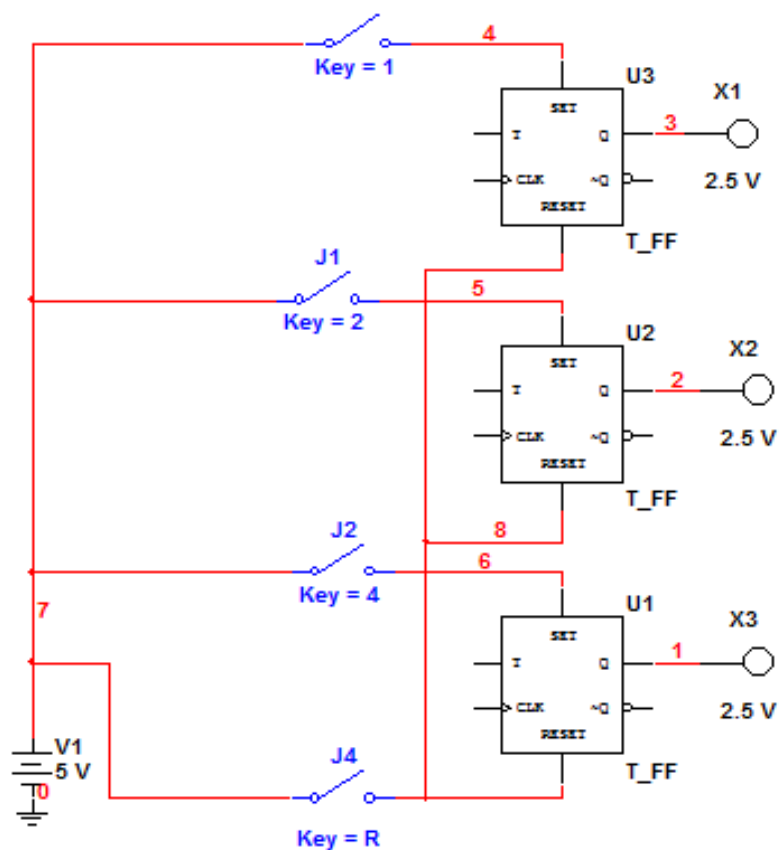 4
Key = 1
U3
X1
SET
T
Q
3
CLK
~Q
2.5 V
RESET
T_FF
J1
5
Key = 2
U2
X2
SET
T
Q
2
CLK
~Q
2.5 V
RESET
T_FF
8
J2
6
Key = 4
7
U1
X3
SET
T
Q
1
CLK
~Q
2.5 V
RESET
T_FF
V1
5 V
0
J4
Key = R